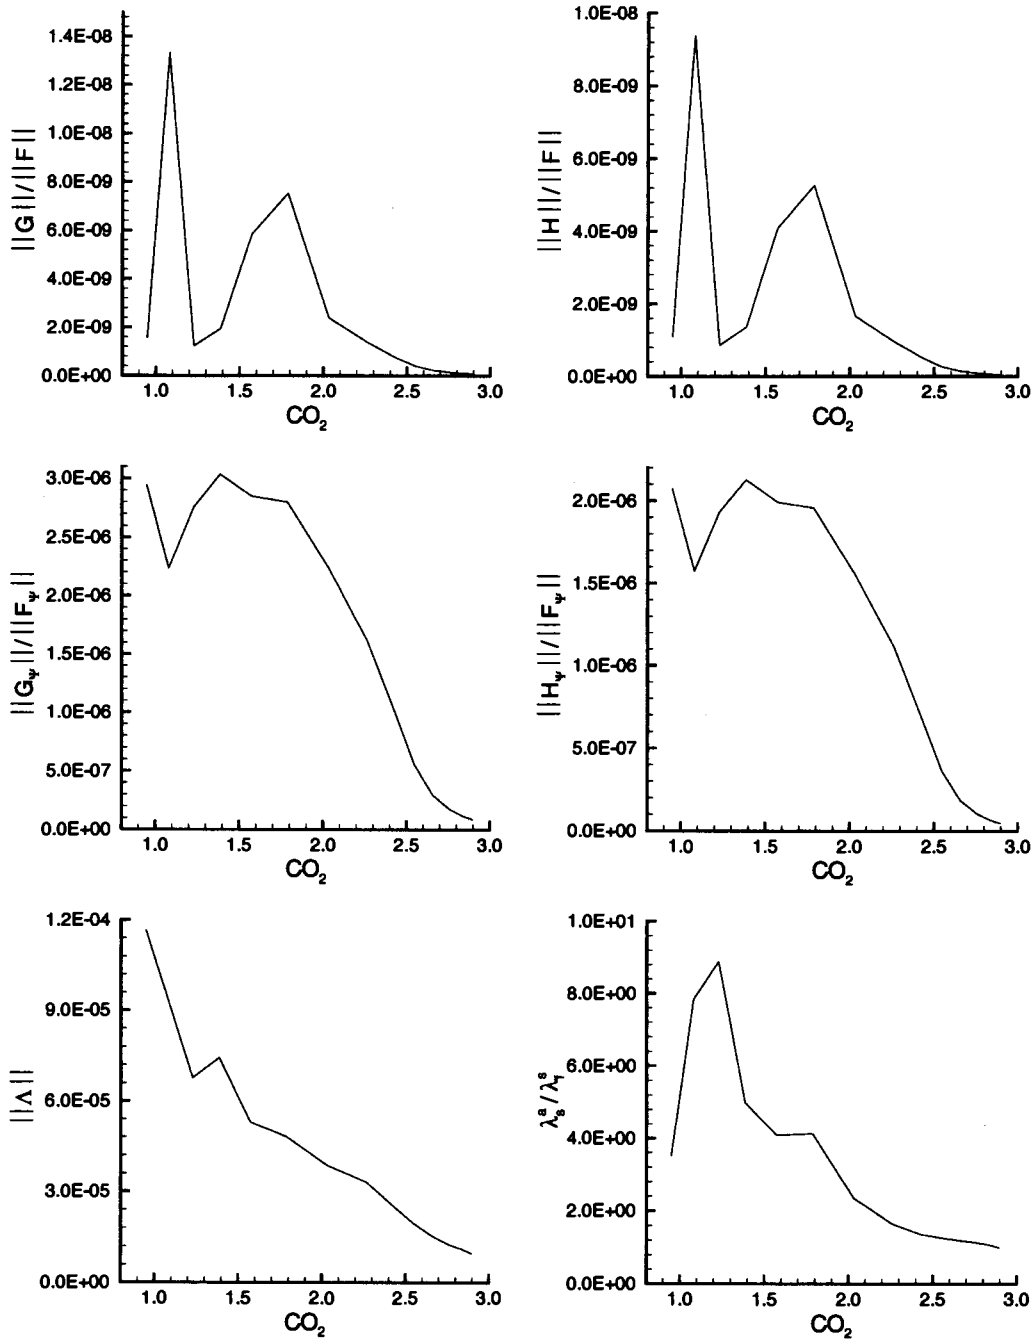 1.4E-08
1.2E-08
1.0E-08
8.0E-09
6.0E-09
4.0E-09
2.0E-09
0.0E+00
||G||/||F||
1.0 1.5 2.0 2.5 3.0
CO₂
1.0E-08
8.0E-09
6.0E-09
4.0E-09
2.0E-09
0.0E+00
||H||/||F||
1.0 1.5 2.0 2.5 3.0
CO₂
3.0E-06
2.5E-06
2.0E-06
1.5E-06
1.0E-06
5.0E-07
0.0E+00
||G_Ψ||/||F_Ψ||
1.0 1.5 2.0 2.5 3.0
CO₂
2.0E-06
1.5E-06
1.0E-06
5.0E-07
0.0E+00
||H_Ψ||/||F_Ψ||
1.0 1.5 2.0 2.5 3.0
CO₂
1.2E-04
9.0E-05
6.0E-05
3.0E-05
0.0E+00
||Λ||
1.0 1.5 2.0 2.5 3.0
CO₂
1.0E+01
8.0E+00
6.0E+00
4.0E+00
2.0E+00
0.0E+00
1.0 1.5 2.0 2.5 3.0
CO₂